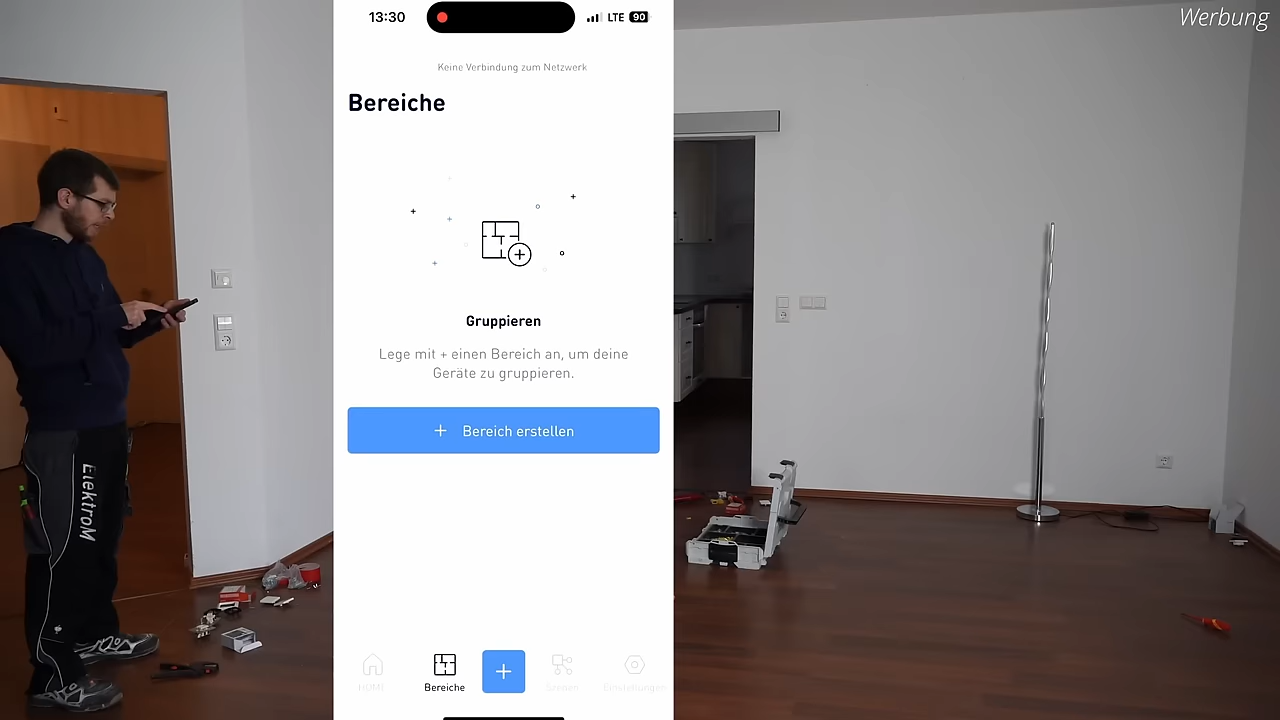 Werbung
13:30
LTE 90
Keine Verbindung zum Netzwerk
Bereiche
Gruppieren
Lege mit + einen Bereich an, um deine
Geräte zu gruppieren.
+ Bereich erstellen
HOME
Bereiche
+
Szenen
Einstellungen
ElektroM